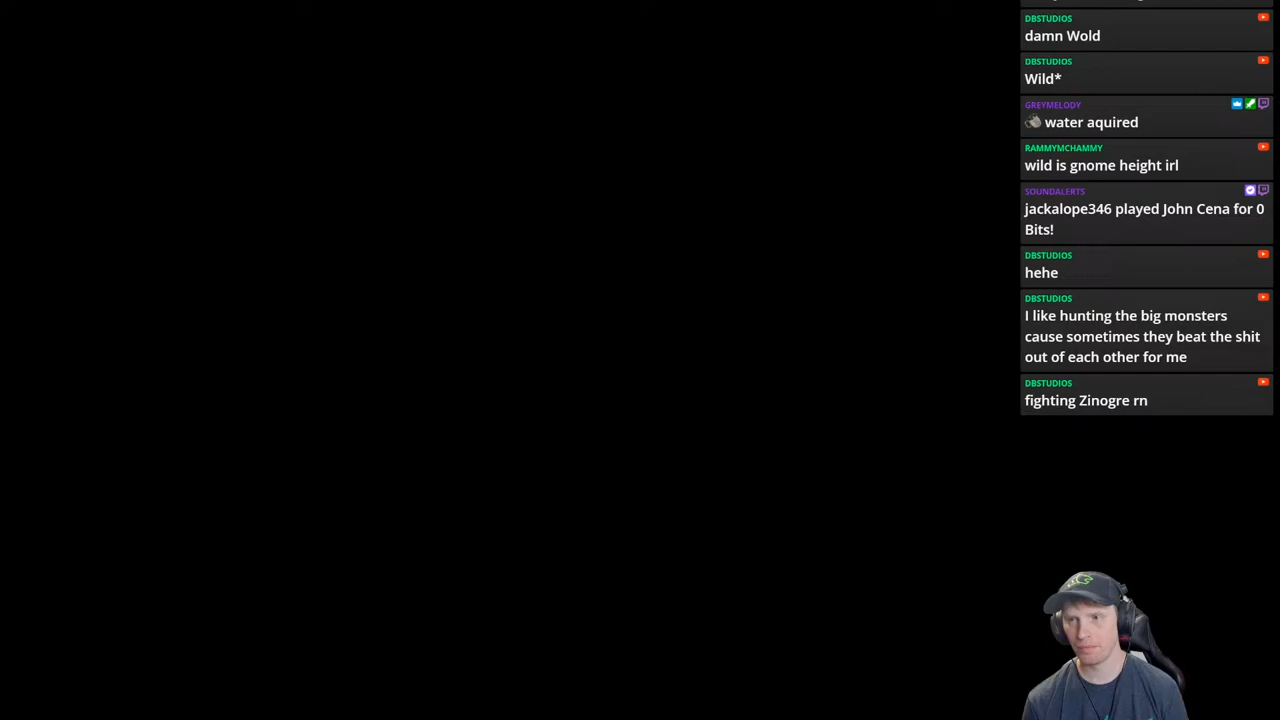 DBSTUDIOS
damn Wold
DBSTUDIOS
Wild*
GREYMELODY
water aquired
RAMMYMCHAMMY
wild is gnome height irl
SOUNDALERTS
jackalope346 played John Cena for 0
Bits!
DBSTUDIOS
hehe
DBSTUDIOS
I like hunting the big monsters
cause sometimes they beat the shit
out of each other for me
DBSTUDIOS
fighting Zinogre rn